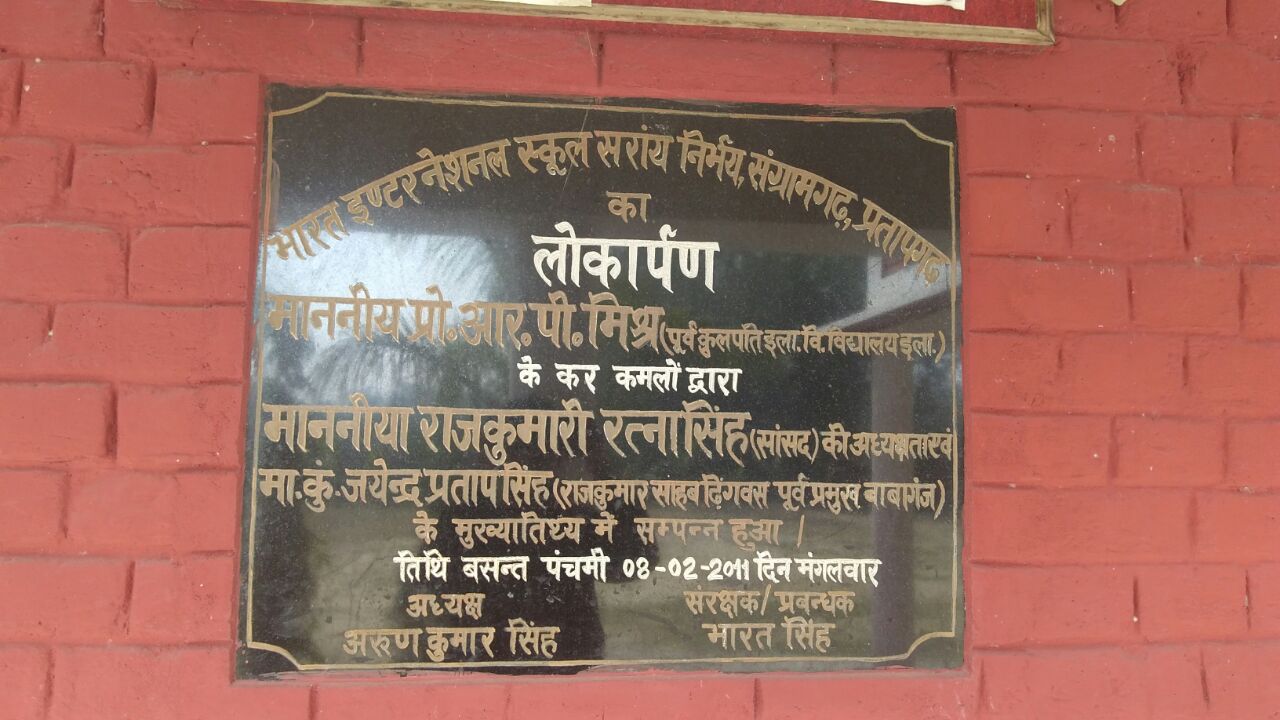 भारत इण्टरनेशनल स्कूल सरांय निर्भय, संग्रामगढ़, प्रतापगढ़
का
लोकार्पण
माननीय प्रो. आर. पी. मिश्र (पूर्व कुलपति इला. वि. विद्यालय इला.)
के कर कमलों द्वारा
माननीया राजकुमारी रत्ना सिंह (सांसद) की अध्यक्षता एवं
मा. कुं. जयेन्द्र प्रताप सिंह (राजकुमार साहब ढ़िंगवस पूर्व प्रमुख बाबागंज)
के मुख्यातिथ्य में सम्पन्न हुआ।
तिथि बसन्त पंचमी 08-02-2011 दिन मंगलवार
अध्यक्ष संरक्षक/प्रबन्धक
अरुण कुमार सिंह भारत सिंह